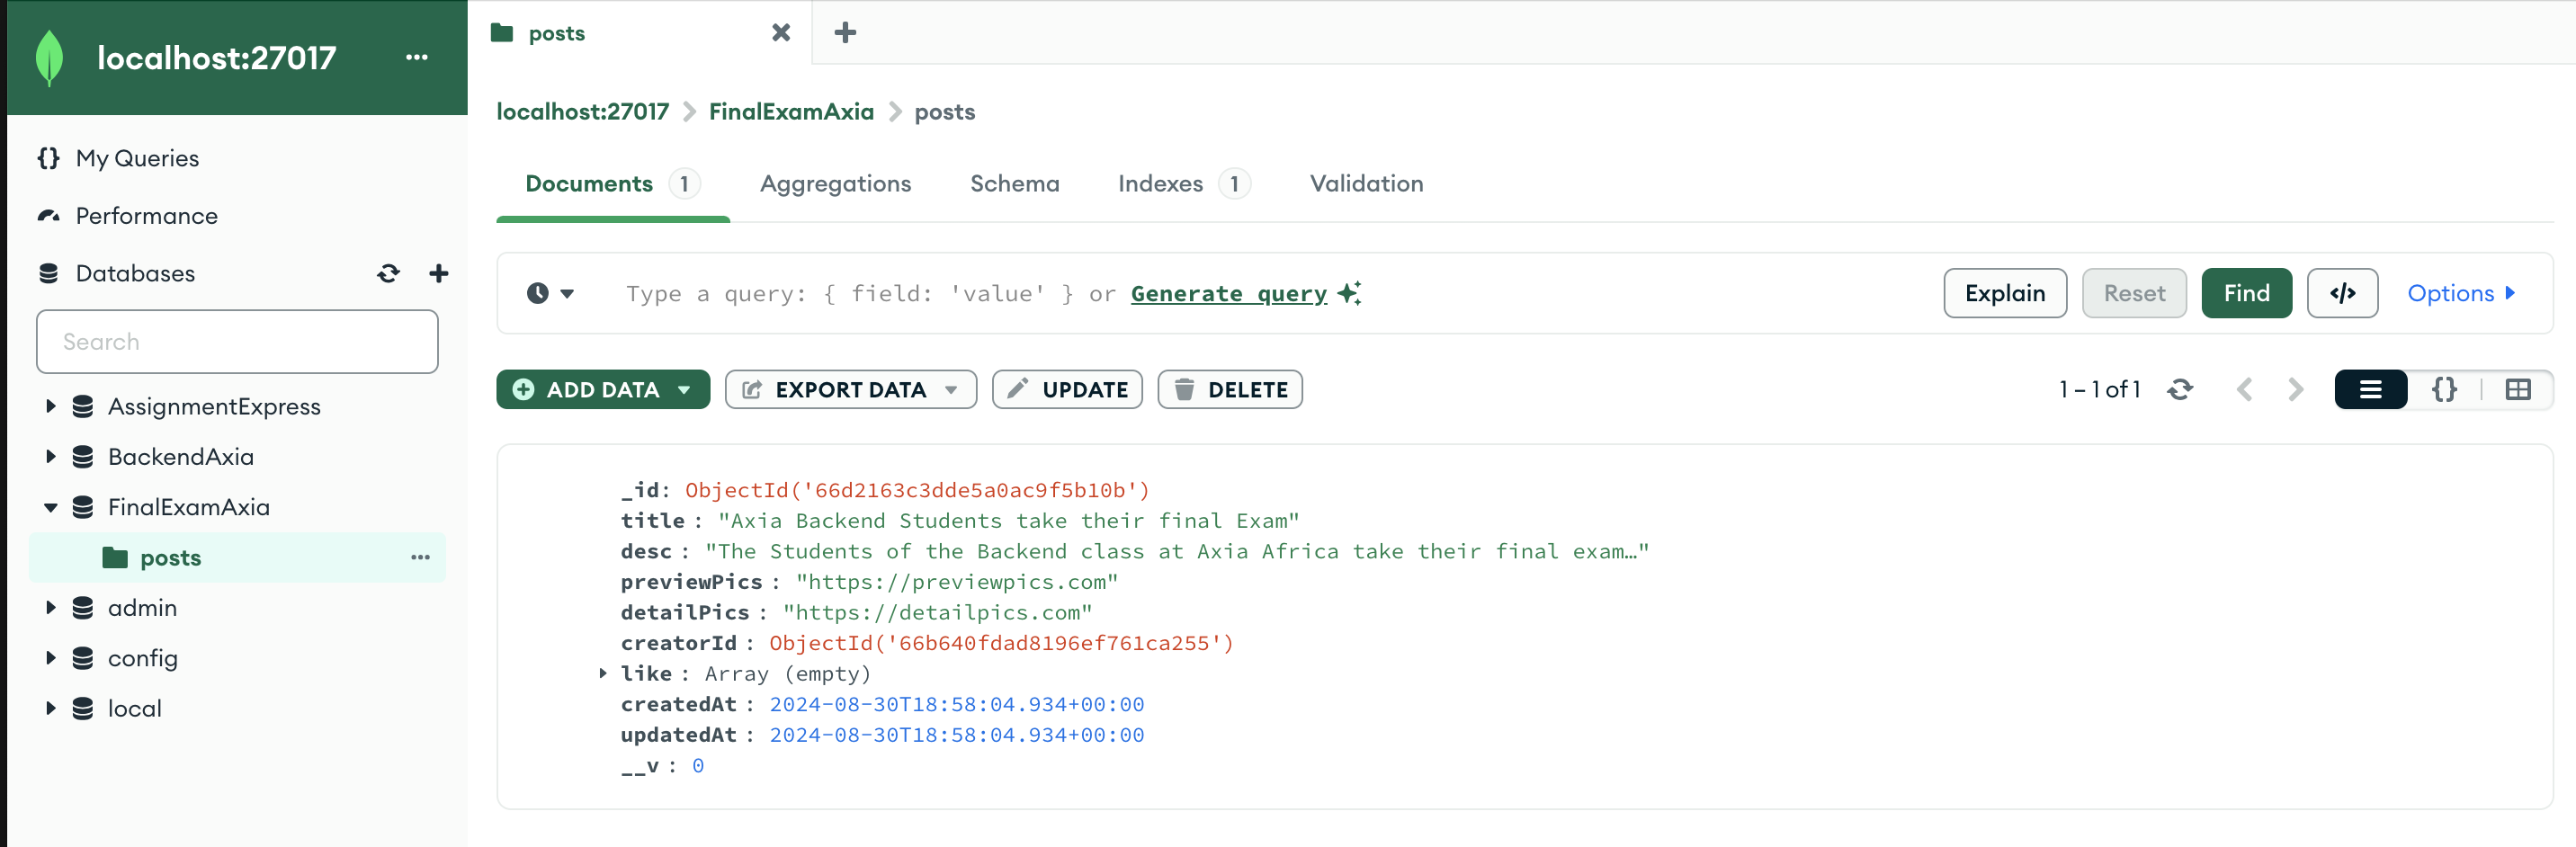 localhost:27017 ...
posts
localhost:27017 > FinalExamAxia > posts
My Queries
Performance
Databases
Search
AssignmentExpress
BackendAxia
FinalExamAxia
posts ...
admin
config
local
Documents 1 Aggregations Schema Indexes 1 Validation
Type a query: { field: 'value' } or Generate query
Explain Reset Find </> Options
ADD DATA EXPORT DATA UPDATE DELETE 1 – 1 of 1 {}
_id: ObjectId('66d2163c3dde5a0ac9f5b10b')
title : "Axia Backend Students take their final Exam"
desc : "The Students of the Backend class at Axia Africa take their final exam…"
previewPics : "https://previewpics.com"
detailPics : "https://detailpics.com"
creatorId : ObjectId('66b640fdad8196ef761ca255')
like : Array (empty)
createdAt : 2024-08-30T18:58:04.934+00:00
updatedAt : 2024-08-30T18:58:04.934+00:00
__v : 0